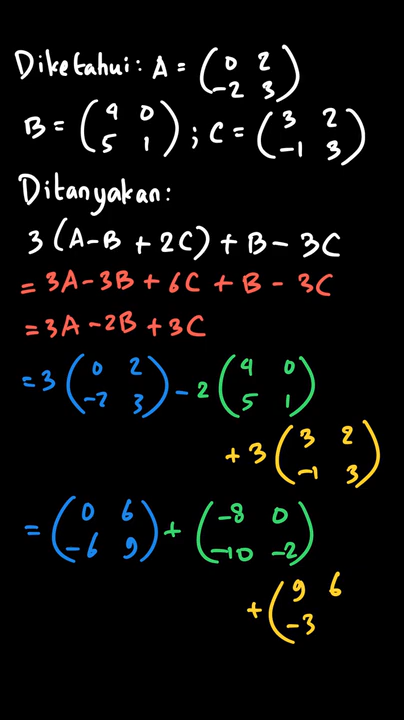 Diketahui: A = (0 2
-2 3)
B = (4 0
5 1) ; C = (3 2
-1 3)
Ditanyakan:
3 (A-B + 2C) + B - 3C
= 3A - 3B + 6C + B - 3C
= 3A - 2B + 3C
= 3 (0 2
-2 3) - 2 (4 0
5 1)
+ 3 (3 2
-1 3)
= (0 6
-6 9) + (-8 0
-10 -2)
+ (9 6
-3